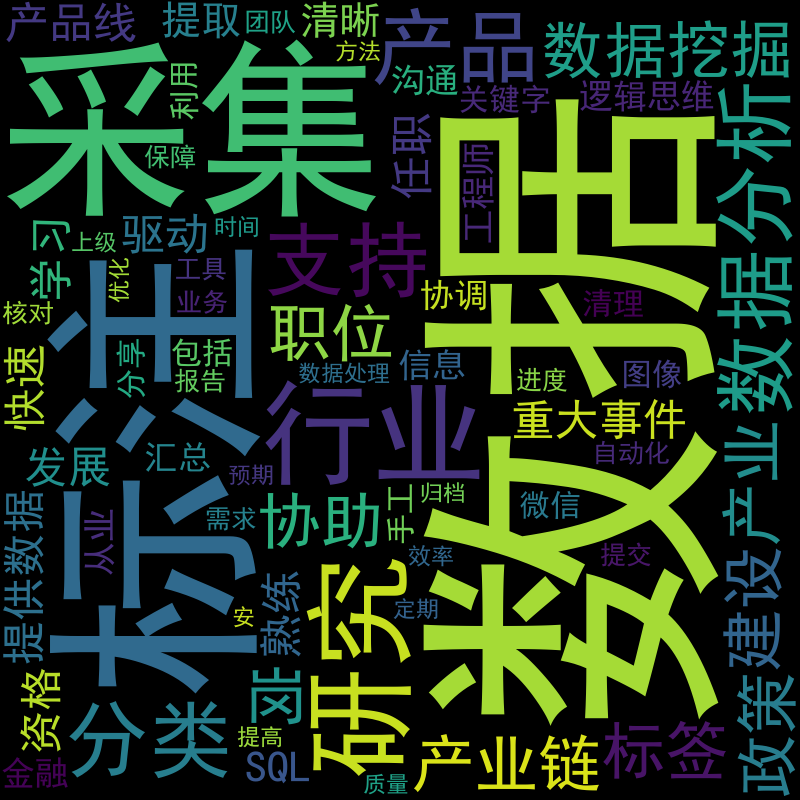 产品线
提取
团队
清晰
方法
产品
数据挖掘
采集
利用
沟通
关键字
逻辑思维
保障
任职
工程师
数据
数据分析
学习
上级
驱动
时间
支持
标注
优化
工具
业务
协调
清理
核对
职位
快速
分享
包括
报告
数据处理
信息
进度
图像
行业
重大事件
自动化
产业
发展
汇总
预期
提供数据
从业
需求
协助
手工
归档
微信
效率
提交
建设
熟练
研究
定期
安
资格
岗
分类
提高
金融
SQL
质量
产业链
标签
政策